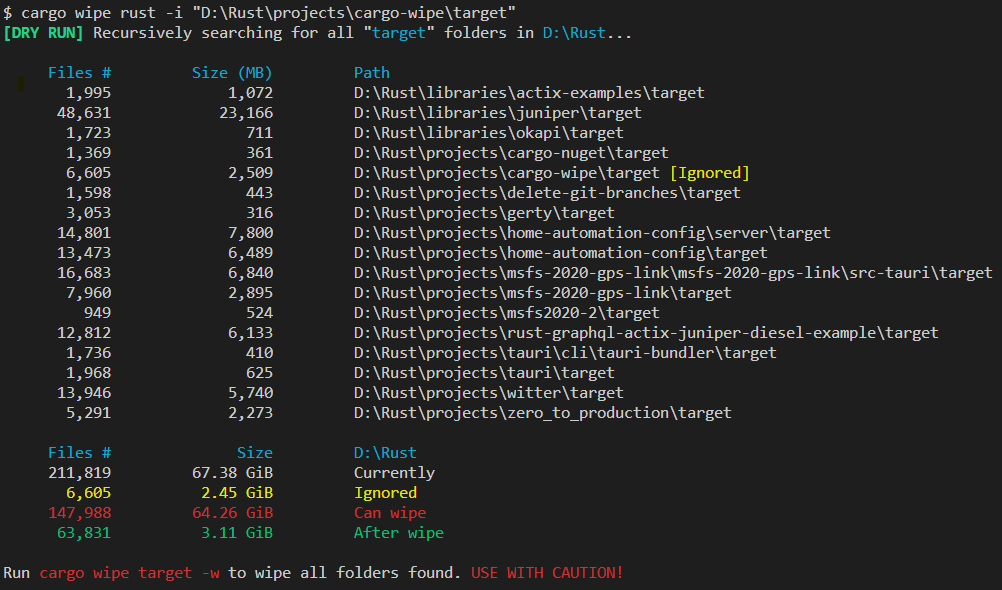 $ cargo wipe rust -i "D:\Rust\projects\cargo-wipe\target"
[DRY RUN] Recursively searching for all "target" folders in D:\Rust...
Files # Size (MB) Path
1,995 1,072 D:\Rust\libraries\actix-examples\target
48,631 23,166 D:\Rust\libraries\juniper\target
1,723 711 D:\Rust\libraries\okapi\target
1,369 361 D:\Rust\projects\cargo-nuget\target
6,605 2,509 D:\Rust\projects\cargo-wipe\target [Ignored]
1,598 443 D:\Rust\projects\delete-git-branches\target
3,053 316 D:\Rust\projects\gerty\target
14,801 7,800 D:\Rust\projects\home-automation-config\server\target
13,473 6,489 D:\Rust\projects\home-automation-config\target
16,683 6,840 D:\Rust\projects\msfs-2020-gps-link\msfs-2020-gps-link\src-tauri\target
7,960 2,895 D:\Rust\projects\msfs-2020-gps-link\target
949 524 D:\Rust\projects\msfs2020-2\target
12,812 6,133 D:\Rust\projects\rust-graphql-actix-juniper-diesel-example\target
1,736 410 D:\Rust\projects\tauri\cli\tauri-bundler\target
1,968 625 D:\Rust\projects\tauri\target
13,946 5,740 D:\Rust\projects\witter\target
5,291 2,273 D:\Rust\projects\zero_to_production\target
Files # Size D:\Rust
211,819 67.38 GiB Currently
6,605 2.45 GiB Ignored
147,988 64.26 GiB Can wipe
63,831 3.11 GiB After wipe
Run cargo wipe target -w to wipe all folders found. USE WITH CAUTION!